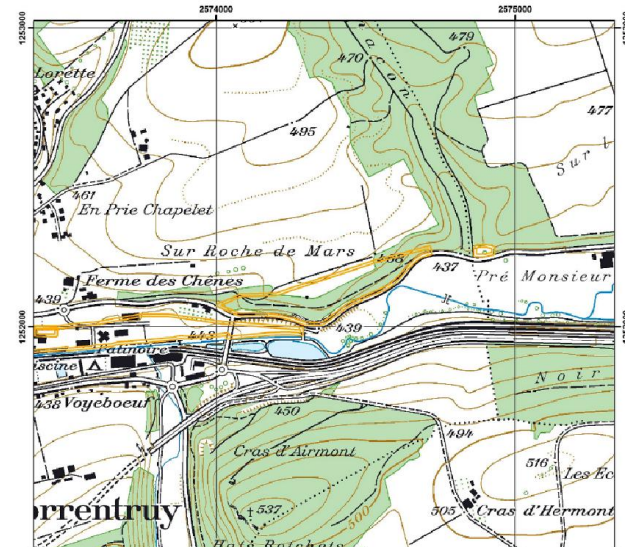 2574000
2575000
1253000
479
470
Lorette
477
495
Sur l
461
En Prie Chapelet
Sur Roche de Mars
437
Pré Monsieur
Ferme des Chênes
439
1252000
439
Patinoire
Noir
438 Voyeboeuf
450
494
Cras d'Airmont
516
Les Ec
orrentruy
537
500
505 Cras d'Hermont